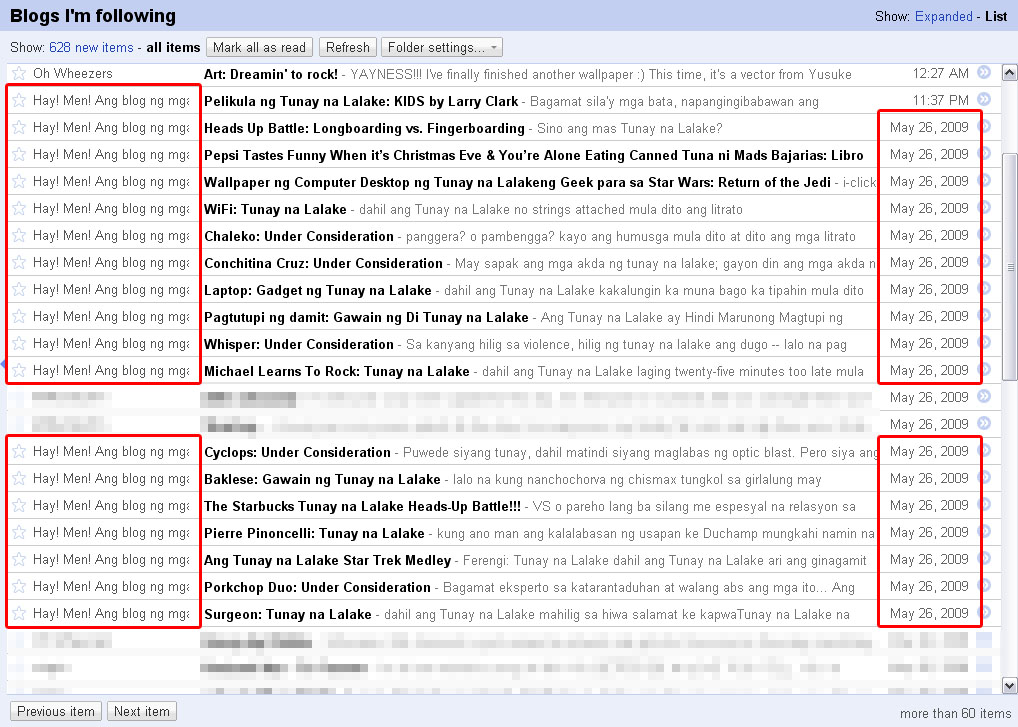 Blogs I'm following
Show: Expanded - List
Show: 628 new items - all items Mark all as read Refresh Folder settings...
Oh Wheezers Art: Dreamin' to rock! - YAYNESS!!! I've finally finished another wallpaper :) This time, it's a vector from Yusuke 12:27 AM
Hay! Men! Ang blog ng mga Pelikula ng Tunay na Lalake: KIDS by Larry Clark - Bagamat sila'y mga bata, napangingibabawan ang 11:37 PM
Hay! Men! Ang blog ng mga Heads Up Battle: Longboarding vs. Fingerboarding - Sino ang mas Tunay na Lalake? May 26, 2009
Hay! Men! Ang blog ng mga Pepsi Tastes Funny When it's Christmas Eve & You're Alone Eating Canned Tuna ni Mads Bajarias: Libro May 26, 2009
Hay! Men! Ang blog ng mga Wallpaper ng Computer Desktop ng Tunay na Lalakeng Geek para sa Star Wars: Return of the Jedi - i-click May 26, 2009
Hay! Men! Ang blog ng mga WiFi: Tunay na Lalake - dahil ang Tunay na Lalake no strings attached mula dito ang litrato May 26, 2009
Hay! Men! Ang blog ng mga Chaleko: Under Consideration - panggera? o pambengga? kayo ang humusga mula dito at dito ang mga litrato May 26, 2009
Hay! Men! Ang blog ng mga Conchitina Cruz: Under Consideration - May sapak ang mga akda ng tunay na lalake; gayon din ang mga akda n May 26, 2009
Hay! Men! Ang blog ng mga Laptop: Gadget ng Tunay na Lalake - dahil ang Tunay na Lalake kakalungin ka muna bago ka tipahin mula dito May 26, 2009
Hay! Men! Ang blog ng mga Pagtutupi ng damit: Gawain ng Di Tunay na Lalake - Ang Tunay na Lalake ay Hindi Marunong Magtupi ng May 26, 2009
Hay! Men! Ang blog ng mga Whisper: Under Consideration - Sa kanyang hilig sa violence, hilig ng tunay na lalake ang dugo -- lalo na pag May 26, 2009
Hay! Men! Ang blog ng mga Michael Learns To Rock: Tunay na Lalake - dahil ang Tunay na Lalake laging twenty-five minutes too late mula May 26, 2009
May 26, 2009
May 26, 2009
Hay! Men! Ang blog ng mga Cyclops: Under Consideration - Puwede siyang tunay, dahil matindi siyang maglabas ng optic blast. Pero siya ang May 26, 2009
Hay! Men! Ang blog ng mga Baklese: Gawain ng Tunay na Lalake - lalo na kung nanchochorva ng chismax tungkol sa girlalung may May 26, 2009
Hay! Men! Ang blog ng mga The Starbucks Tunay na Lalake Heads-Up Battle!!! - VS o pareho lang ba silang me espesyal na relasyon sa May 26, 2009
Hay! Men! Ang blog ng mga Pierre Pinoncelli: Tunay na Lalake - kung ano man ang kalalabasan ng usapan ke Duchamp mungkahi namin na May 26, 2009
Hay! Men! Ang blog ng mga Ang Tunay na Lalake Star Trek Medley - Ferengi: Tunay na Lalake dahil ang Tunay na Lalake ari ang ginagamit May 26, 2009
Hay! Men! Ang blog ng mga Porkchop Duo: Under Consideration - Bagamat eksperto sa katarantaduhan at walang abs ang mga ito... Ang May 26, 2009
Hay! Men! Ang blog ng mga Surgeon: Tunay na Lalake - dahil ang Tunay na Lalake mahilig sa hiwa salamat ke kapwaTunay na Lalake na May 26, 2009
Previous item Next item more than 60 items